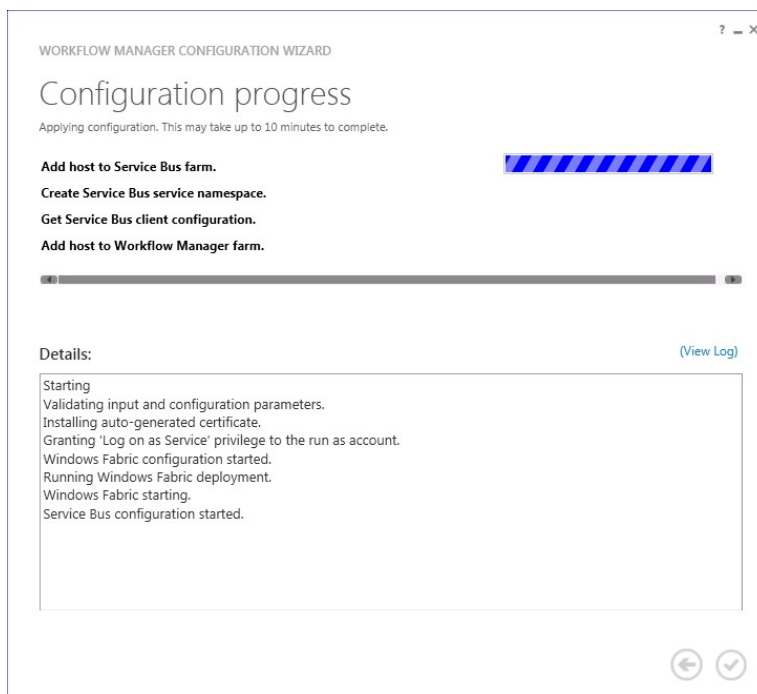 WORKFLOW MANAGER CONFIGURATION WIZARD
Configuration progress
Applying configuration. This may take up to 10 minutes to complete.
Add host to Service Bus farm.
Create Service Bus service namespace.
Get Service Bus client configuration.
Add host to Workflow Manager farm.
Details:
(View Log)
Starting
Validating input and configuration parameters.
Installing auto-generated certificate.
Granting 'Log on as Service' privilege to the run as account.
Windows Fabric configuration started.
Running Windows Fabric deployment.
Windows Fabric starting.
Service Bus configuration started.